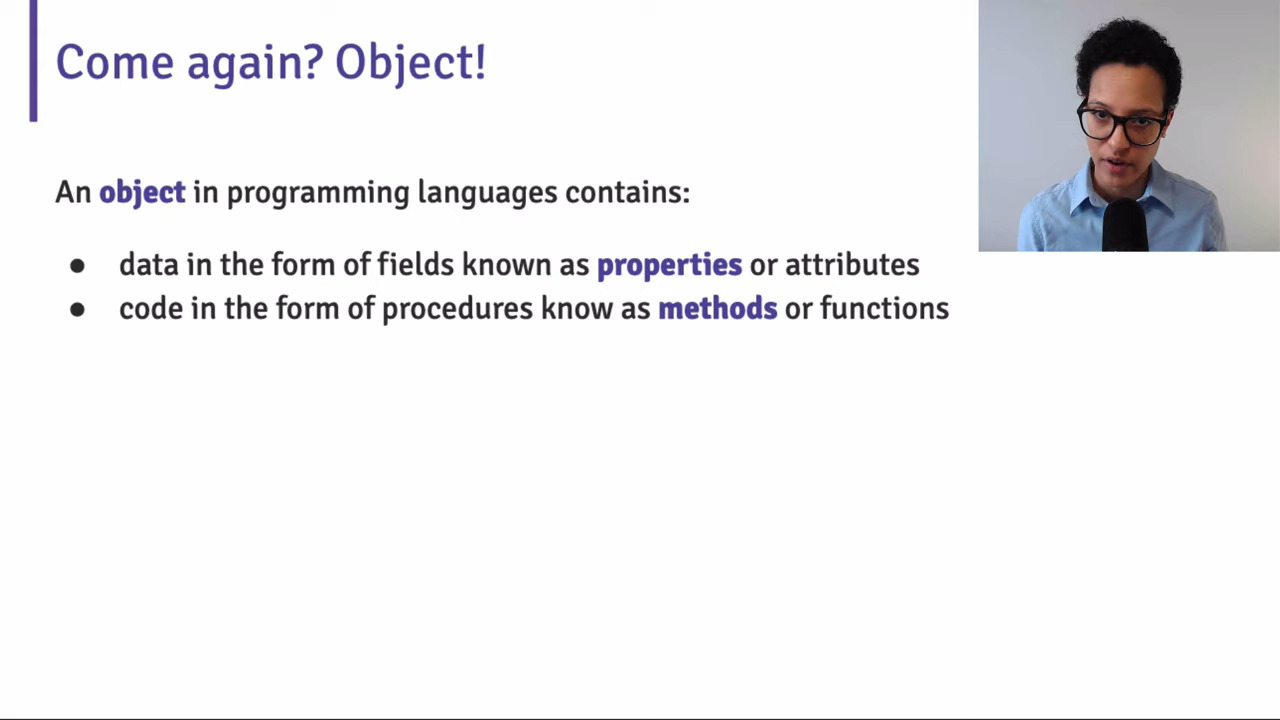 Come again? Object!
An object in programming languages contains:
● data in the form of fields known as properties or attributes
● code in the form of procedures know as methods or functions